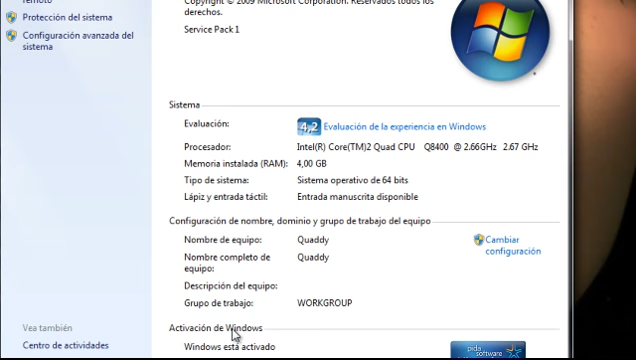 remoto
Protección del sistema
Configuración avanzada del
sistema
Copyright © 2009 Microsoft Corporation. Reservados todos los
derechos.
Service Pack 1
Sistema
Evaluación:
4,2 Evaluación de la experiencia en Windows
Procesador:
Intel(R) Core(TM)2 Quad CPU Q8400 @ 2.66GHz 2.67 GHz
Memoria instalada (RAM):
4,00 GB
Tipo de sistema:
Sistema operativo de 64 bits
Lápiz y entrada táctil:
Entrada manuscrita disponible
Configuración de nombre, dominio y grupo de trabajo del equipo
Nombre de equipo:
Quaddy
Cambiar
configuración
Nombre completo de
equipo:
Quaddy
Descripción del equipo:
Grupo de trabajo:
WORKGROUP
Activación de Windows
Windows está activado
pida
software
Vea también
Centro de actividades